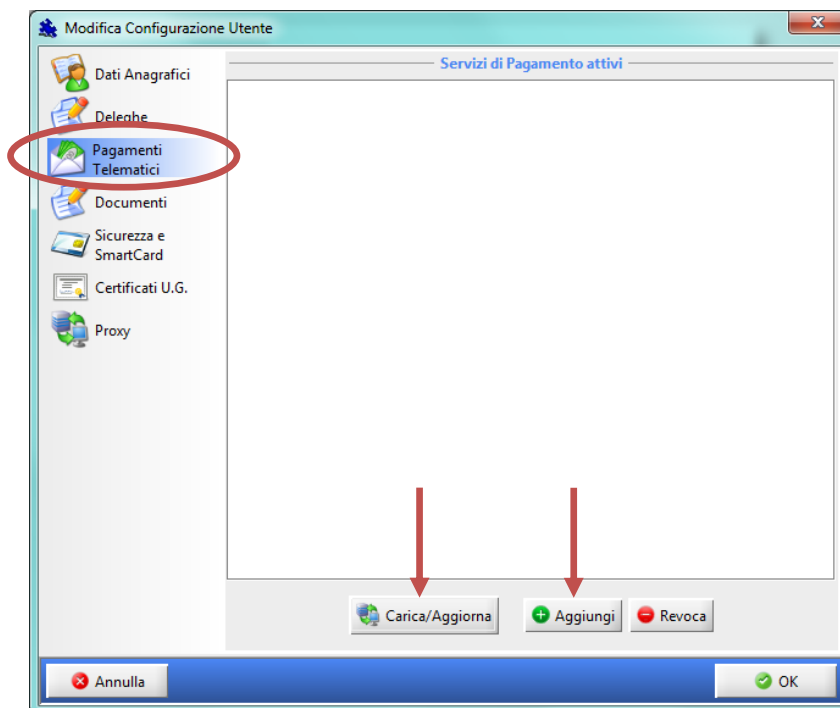 Modifica Configurazione Utente
x
Dati Anagrafici
Deleghe
Pagamenti
Telematici
Documenti
Sicurezza e
SmartCard
Certificati U.G.
Proxy
Servizi di Pagamento attivi
Carica/Aggiorna
Aggiungi
Revoca
Annulla
OK